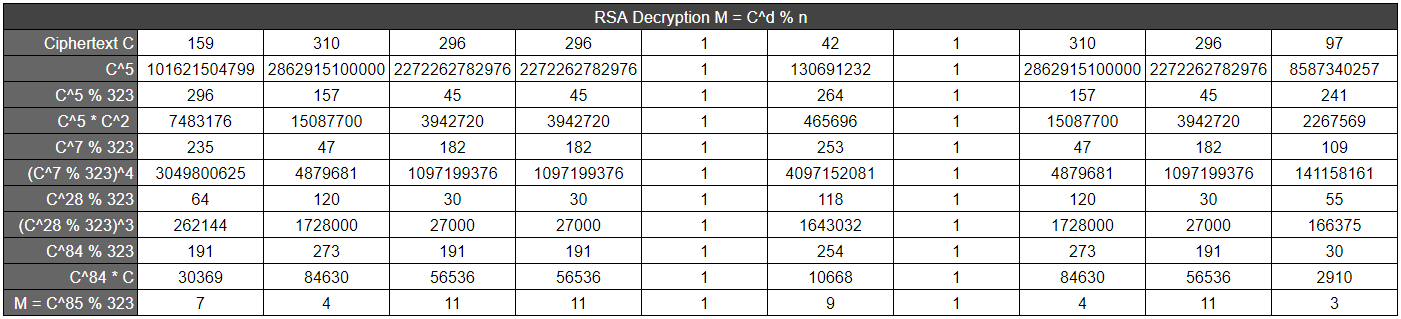 RSA Decryption M = C^d % n
Ciphertext C 159 310 296 296 1 42 1 310 296 97
C^5 101621504799 2862915100000 2272262782976 2272262782976 1 130691232 1 2862915100000 2272262782976 8587340257
C^5 % 323 296 157 45 45 1 264 1 157 45 241
C^5 * C^2 7483176 15087700 3942720 3942720 1 465696 1 15087700 3942720 2267569
C^7 % 323 235 47 182 182 1 253 1 47 182 109
(C^7 % 323)^4 3049800625 4879681 1097199376 1097199376 1 4097152081 1 4879681 1097199376 141158161
C^28 % 323 64 120 30 30 1 118 1 120 30 55
(C^28 % 323)^3 262144 1728000 27000 27000 1 1643032 1 1728000 27000 166375
C^84 % 323 191 273 191 191 1 254 1 273 191 30
C^84 * C 30369 84630 56536 56536 1 10668 1 84630 56536 2910
M = C^85 % 323 7 4 11 11 1 9 1 4 11 3